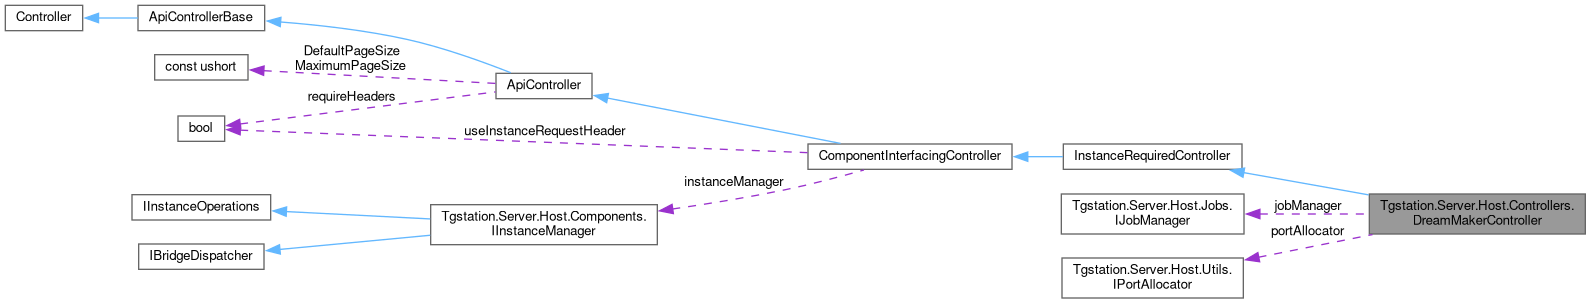 Controller
ApiControllerBase
DefaultPageSize
MaximumPageSize
const ushort
ApiController
requireHeaders
bool
useInstanceRequestHeader
ComponentInterfacingController
InstanceRequiredController
instanceManager
IInstanceOperations
Tgstation.Server.Host.Components.
IInstanceManager
IBridgeDispatcher
Tgstation.Server.Host.Jobs.
IJobManager
jobManager
Tgstation.Server.Host.Controllers.
DreamMakerController
portAllocator
Tgstation.Server.Host.Utils.
IPortAllocator